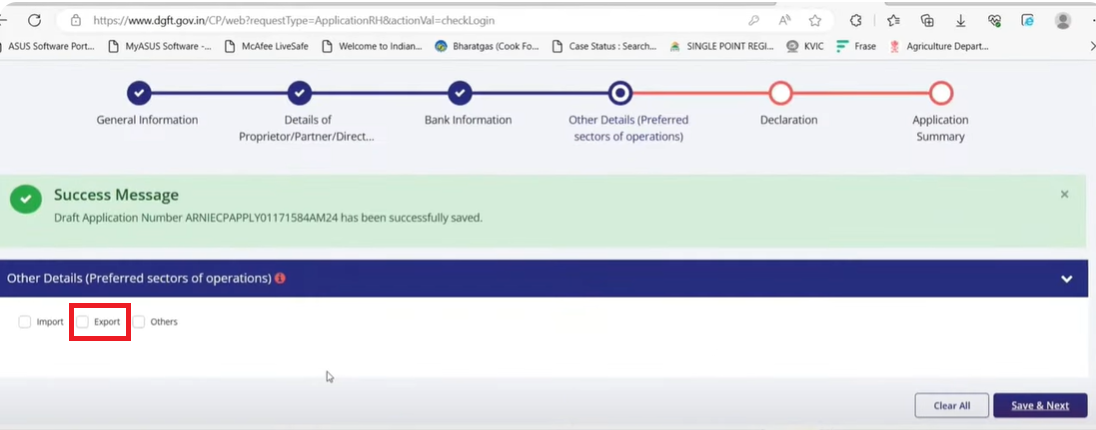 https://www.dgft.gov.in/CP/web?requestType=ApplicationRH&actionVal=checkLogin
ASUS Software Port... MyASUS Software -... McAfee LiveSafe Welcome to Indian... Bharatgas (Cook Fo... Case Status : Search... SINGLE POINT REGI... KVIC Frase Agriculture Depart...
General Information
Details of
Proprietor/Partner/Direct...
Bank Information
Other Details (Preferred
sectors of operations)
Declaration
Application
Summary
Success Message
Draft Application Number ARNIECPAPPLY01171584AM24 has been successfully saved.
Other Details (Preferred sectors of operations)
Import Export Others
Clear All Save & Next